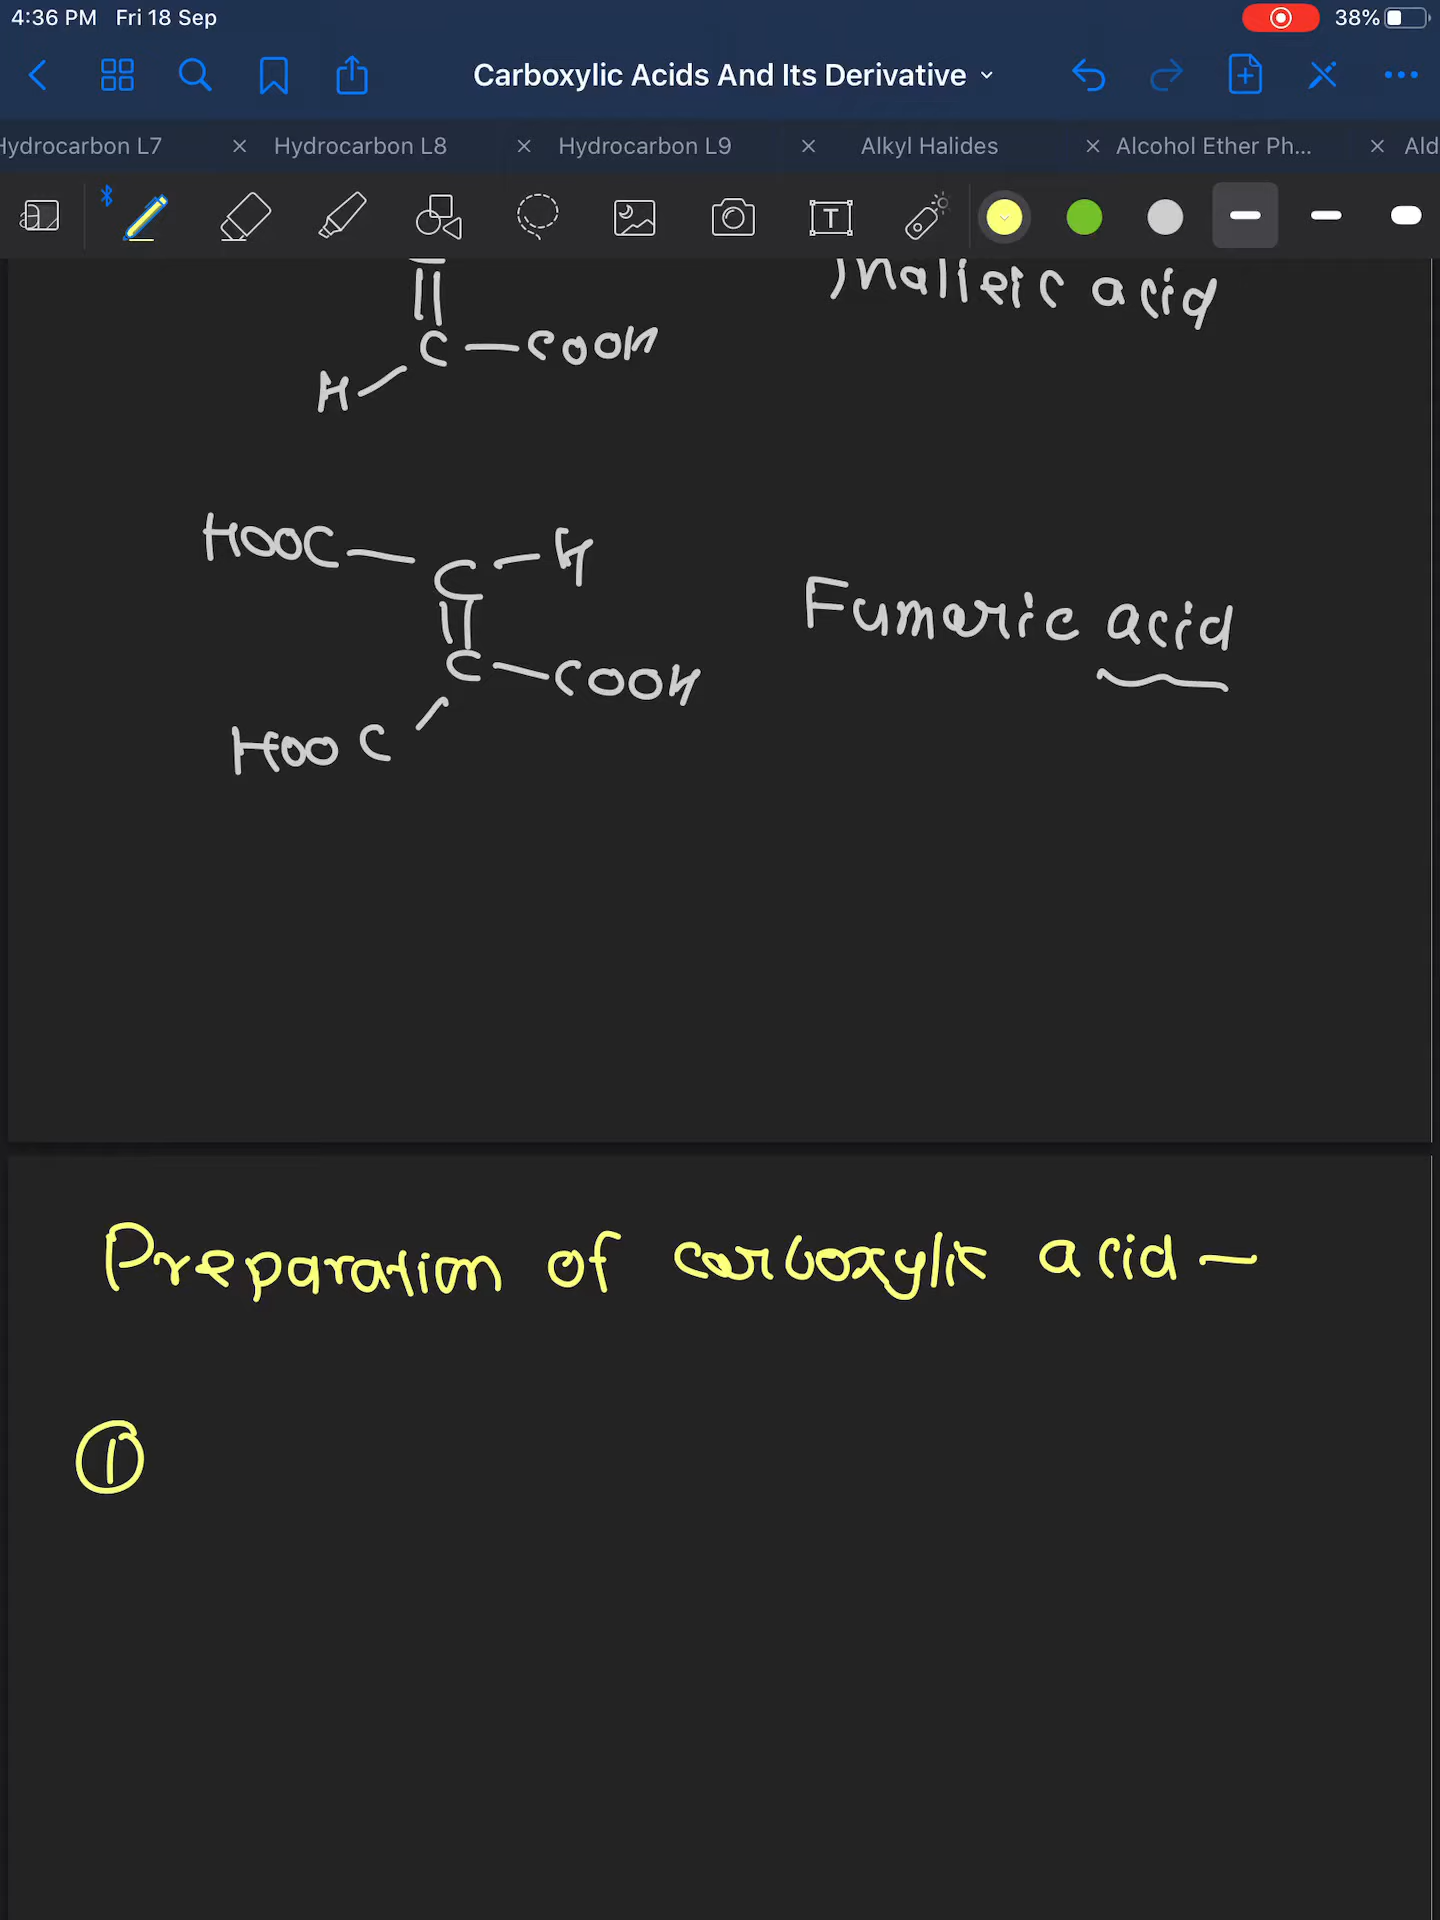 4:36 PM Fri 18 Sep 38%
Carboxylic Acids And Its Derivative
Hydrocarbon L7 × Hydrocarbon L8 × Hydrocarbon L9 × Alkyl Halides × Alcohol Ether Ph... × Ald
T
malieic acid
C — COOH
H
HOOC — C — H
Fumaric acid
C — COOH
HOOC
Preparation of carboxylic acid —
①